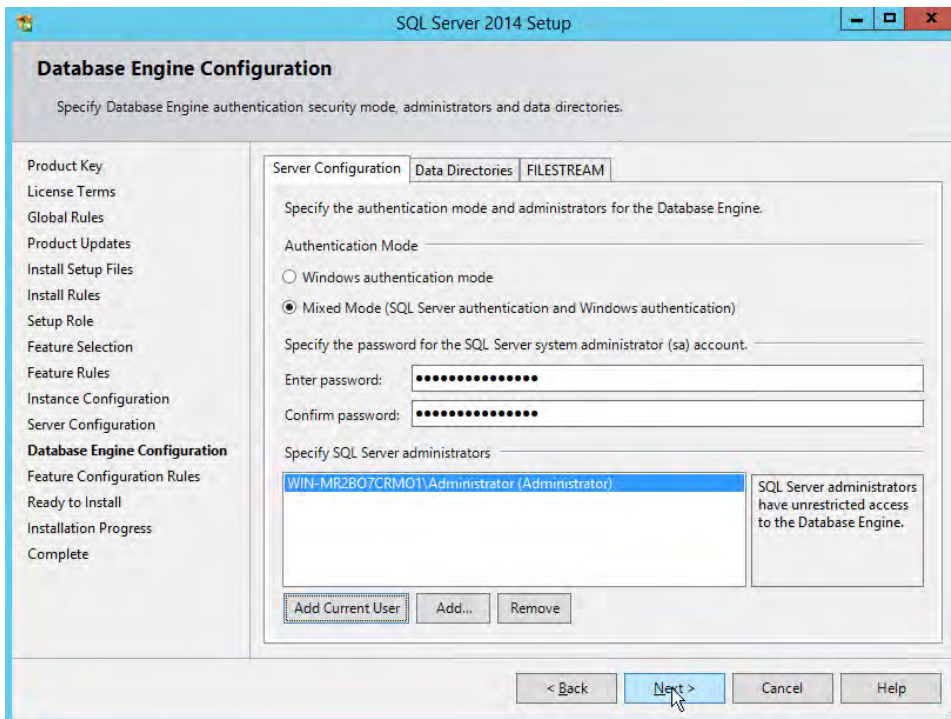 SQL Server 2014 Setup
Database Engine Configuration
Specify Database Engine authentication security mode, administrators and data directories.
Product Key
License Terms
Global Rules
Product Updates
Install Setup Files
Install Rules
Setup Role
Feature Selection
Feature Rules
Instance Configuration
Server Configuration
Database Engine Configuration
Feature Configuration Rules
Ready to Install
Installation Progress
Complete
Server Configuration Data Directories FILESTREAM
Specify the authentication mode and administrators for the Database Engine.
Authentication Mode
Windows authentication mode
Mixed Mode (SQL Server authentication and Windows authentication)
Specify the password for the SQL Server system administrator (sa) account.
Enter password: ●●●●●●●●●●●●●●●
Confirm password: ●●●●●●●●●●●●●●●
Specify SQL Server administrators
WIN-MR2BO7CRMO1\Administrator (Administrator)
SQL Server administrators
have unrestricted access
to the Database Engine.
Add Current User Add... Remove
< Back Next > Cancel Help